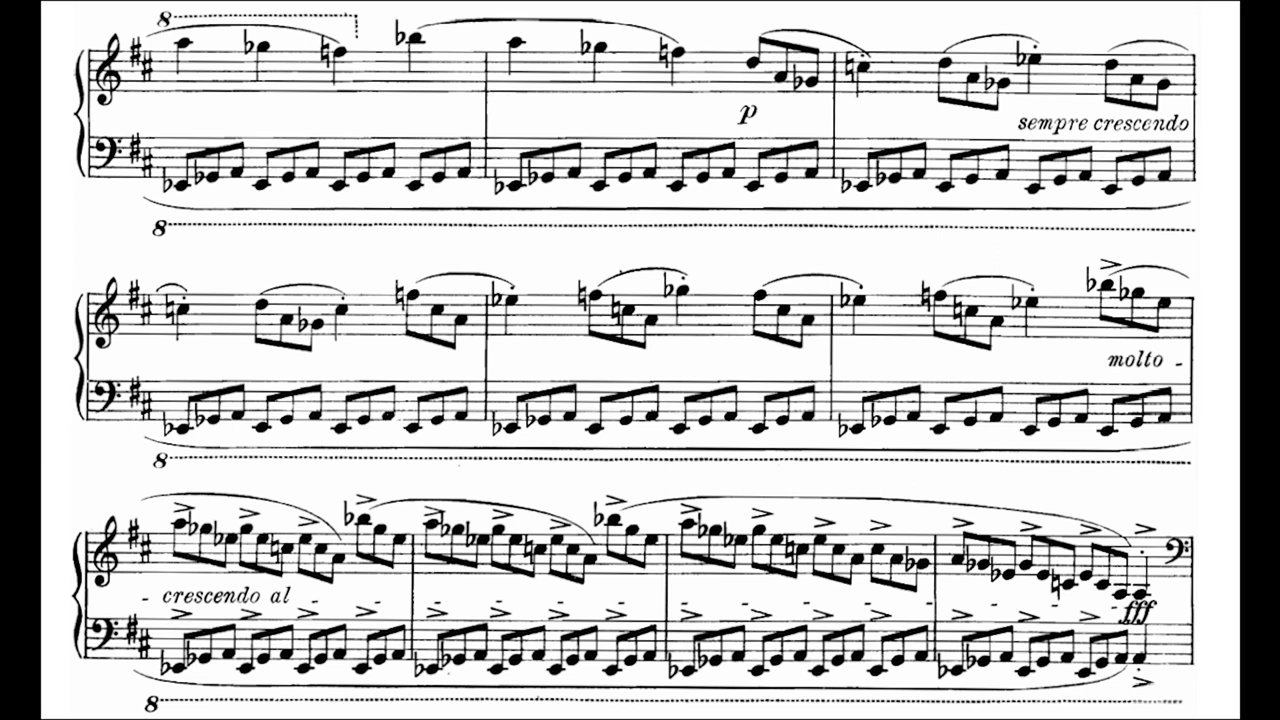 8
p
sempre crescendo
8
molto -
8
- crescendo al - - - - - - - - - - -
fff
8